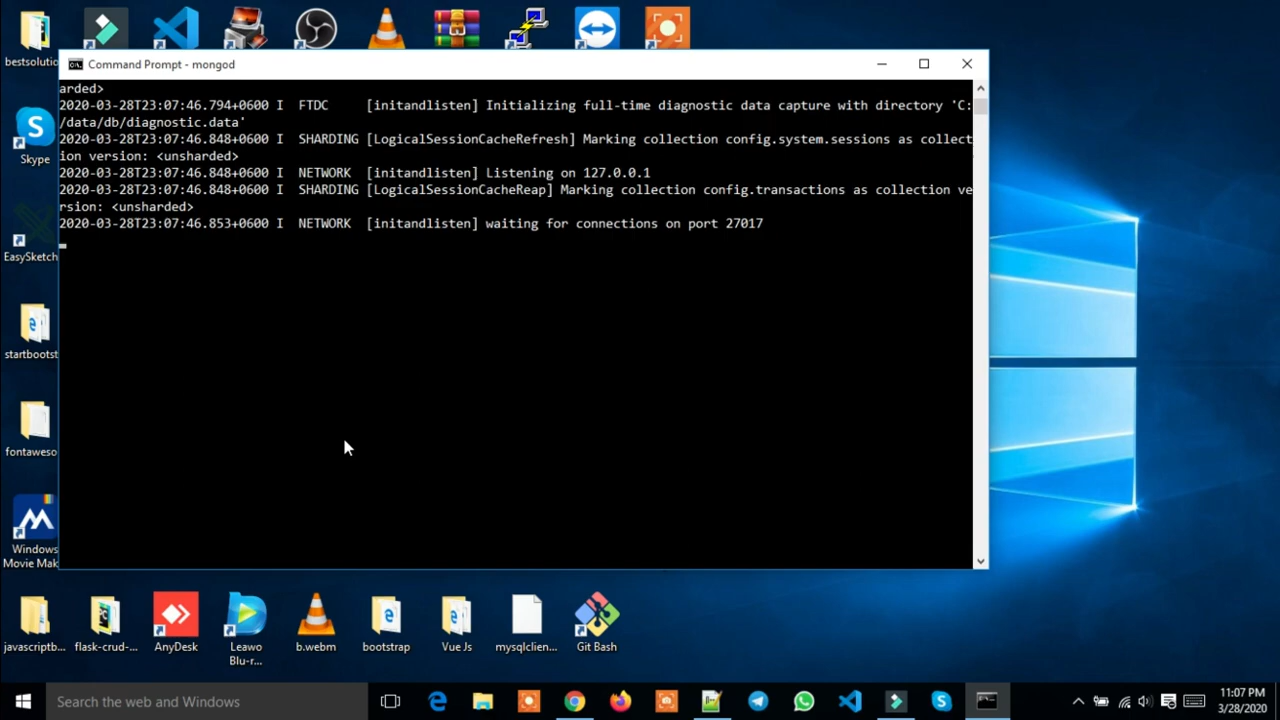 Command Prompt - mongod
arded>
2020-03-28T23:07:46.794+0600 I  FTDC     [initandlisten] Initializing full-time diagnostic data capture with directory 'C:
/data/db/diagnostic.data'
2020-03-28T23:07:46.848+0600 I  SHARDING [LogicalSessionCacheRefresh] Marking collection config.system.sessions as collect
ion version: <unsharded>
2020-03-28T23:07:46.848+0600 I  NETWORK  [initandlisten] Listening on 127.0.0.1
2020-03-28T23:07:46.848+0600 I  SHARDING [LogicalSessionCacheReap] Marking collection config.transactions as collection ve
rsion: <unsharded>
2020-03-28T23:07:46.853+0600 I  NETWORK  [initandlisten] waiting for connections on port 27017
bestsolutio
Skype
EasySketch
startbootst
fontaweso
Windows
Movie Mak
javascriptb...
flask-crud-...
AnyDesk
Leawo
Blu-r...
b.webm
bootstrap
Vue Js
mysqlclien...
Git Bash
Search the web and Windows
11:07 PM
3/28/2020